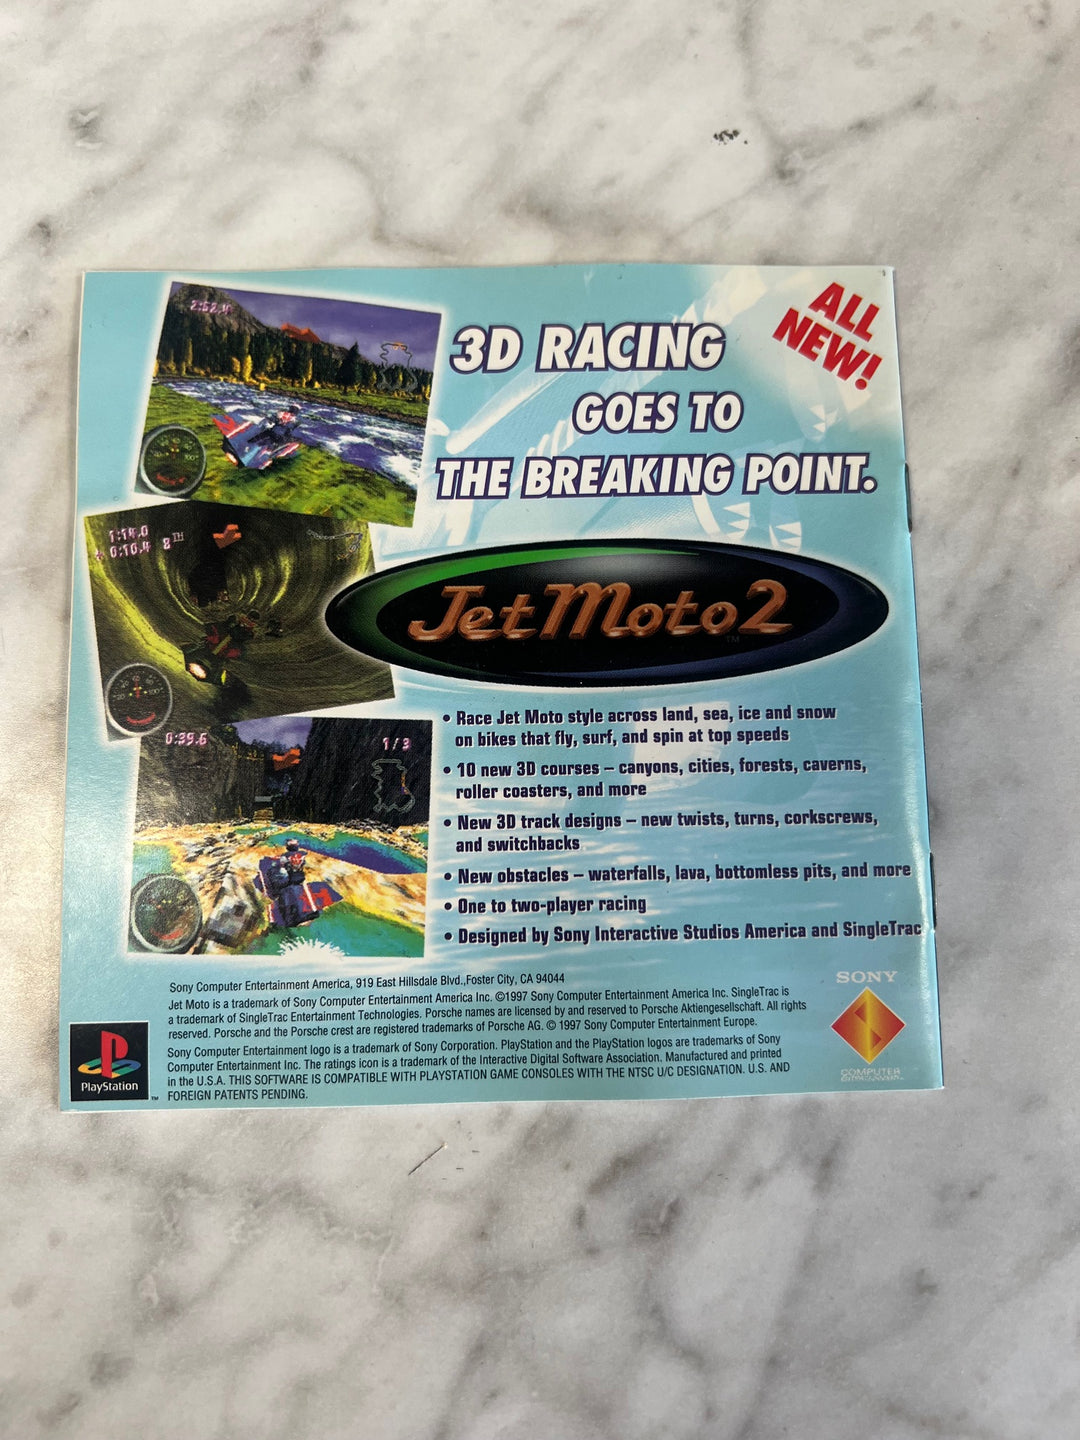 ALL
NEW!
3D RACING
GOES TO
THE BREAKING POINT.
2:52.4
1:14.0
0:10.4 8TH
Jet Moto 2
TM
0:39.6
1/3
• Race Jet Moto style across land, sea, ice and snow
on bikes that fly, surf, and spin at top speeds
• 10 new 3D courses – canyons, cities, forests, caverns,
roller coasters, and more
• New 3D track designs – new twists, turns, corkscrews,
and switchbacks
• New obstacles – waterfalls, lava, bottomless pits, and more
• One to two-player racing
• Designed by Sony Interactive Studios America and SingleTrac
Sony Computer Entertainment America, 919 East Hillsdale Blvd.,Foster City, CA 94044
Jet Moto is a trademark of Sony Computer Entertainment America Inc. ©1997 Sony Computer Entertainment America Inc. SingleTrac is
a trademark of SingleTrac Entertainment Technologies. Porsche names are licensed by and reserved to Porsche Aktiengesellschaft. All rights
reserved. Porsche and the Porsche crest are registered trademarks of Porsche AG. © 1997 Sony Computer Entertainment Europe.
Sony Computer Entertainment logo is a trademark of Sony Corporation. PlayStation and the PlayStation logos are trademarks of Sony
Computer Entertainment Inc. The ratings icon is a trademark of the Interactive Digital Software Association. Manufactured and printed
in the U.S.A. THIS SOFTWARE IS COMPATIBLE WITH PLAYSTATION GAME CONSOLES WITH THE NTSC U/C DESIGNATION. U.S. AND
FOREIGN PATENTS PENDING.
PlayStation
TM
SONY
COMPUTER